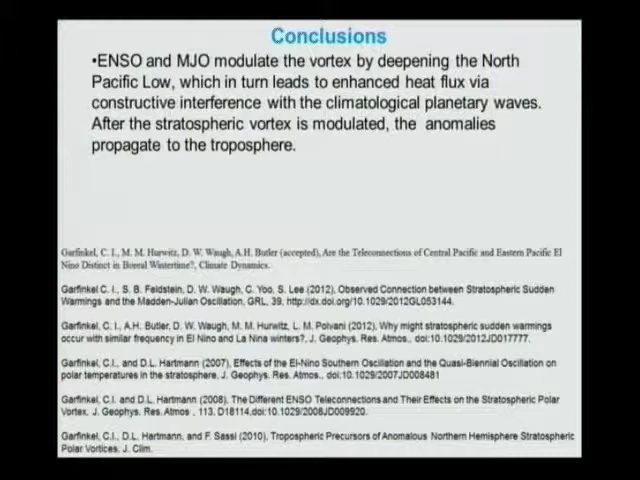 Conclusions
•ENSO and MJO modulate the vortex by deepening the North
Pacific Low, which in turn leads to enhanced heat flux via
constructive interference with the climatological planetary waves.
After the stratospheric vortex is modulated, the anomalies
propagate to the troposphere.
Garfinkel, C. I., M. M. Hurwitz, D. W. Waugh, A.H. Butler (accepted), Are the Teleconnections of Central Pacific and Eastern Pacific El
Nino Distinct in Boreal Wintertime?, Climate Dynamics.
Garfinkel C. I., S. B. Feldstein, D. W. Waugh, C. Yoo, S. Lee (2012). Observed Connection between Stratospheric Sudden
Warmings and the Madden-Julian Oscillation, GRL, 39, http://dx.doi.org/10.1029/2012GL053144.
Garfinkel, C. I., A.H. Butler, D. W. Waugh, M. M. Hurwitz, L. M. Polvani (2012). Why might stratospheric sudden warmings
occur with similar frequency in El Nino and La Nina winters?, J. Geophys. Res. Atmos., doi:10.1029/2012JD017777.
Garfinkel, C. I., and D.L. Hartmann (2007), Effects of the El-Nino Southern Oscillation and the Quasi-Biennial Oscillation on
polar temperatures in the stratosphere, J. Geophys. Res. Atmos., doi:10.1029/2007JD008481
Garfinkel, C.I. and D.L. Hartmann (2008), The Different ENSO Teleconnections and Their Effects on the Stratospheric Polar
Vortex, J. Geophys. Res. Atmos , 113, D18114,doi:10.1029/2008JD009920.
Garfinkel, C.I., D.L. Hartmann, and F. Sassi (2010), Tropospheric Precursors of Anomalous Northern Hemisphere Stratospheric
Polar Vortices, J. Clim.